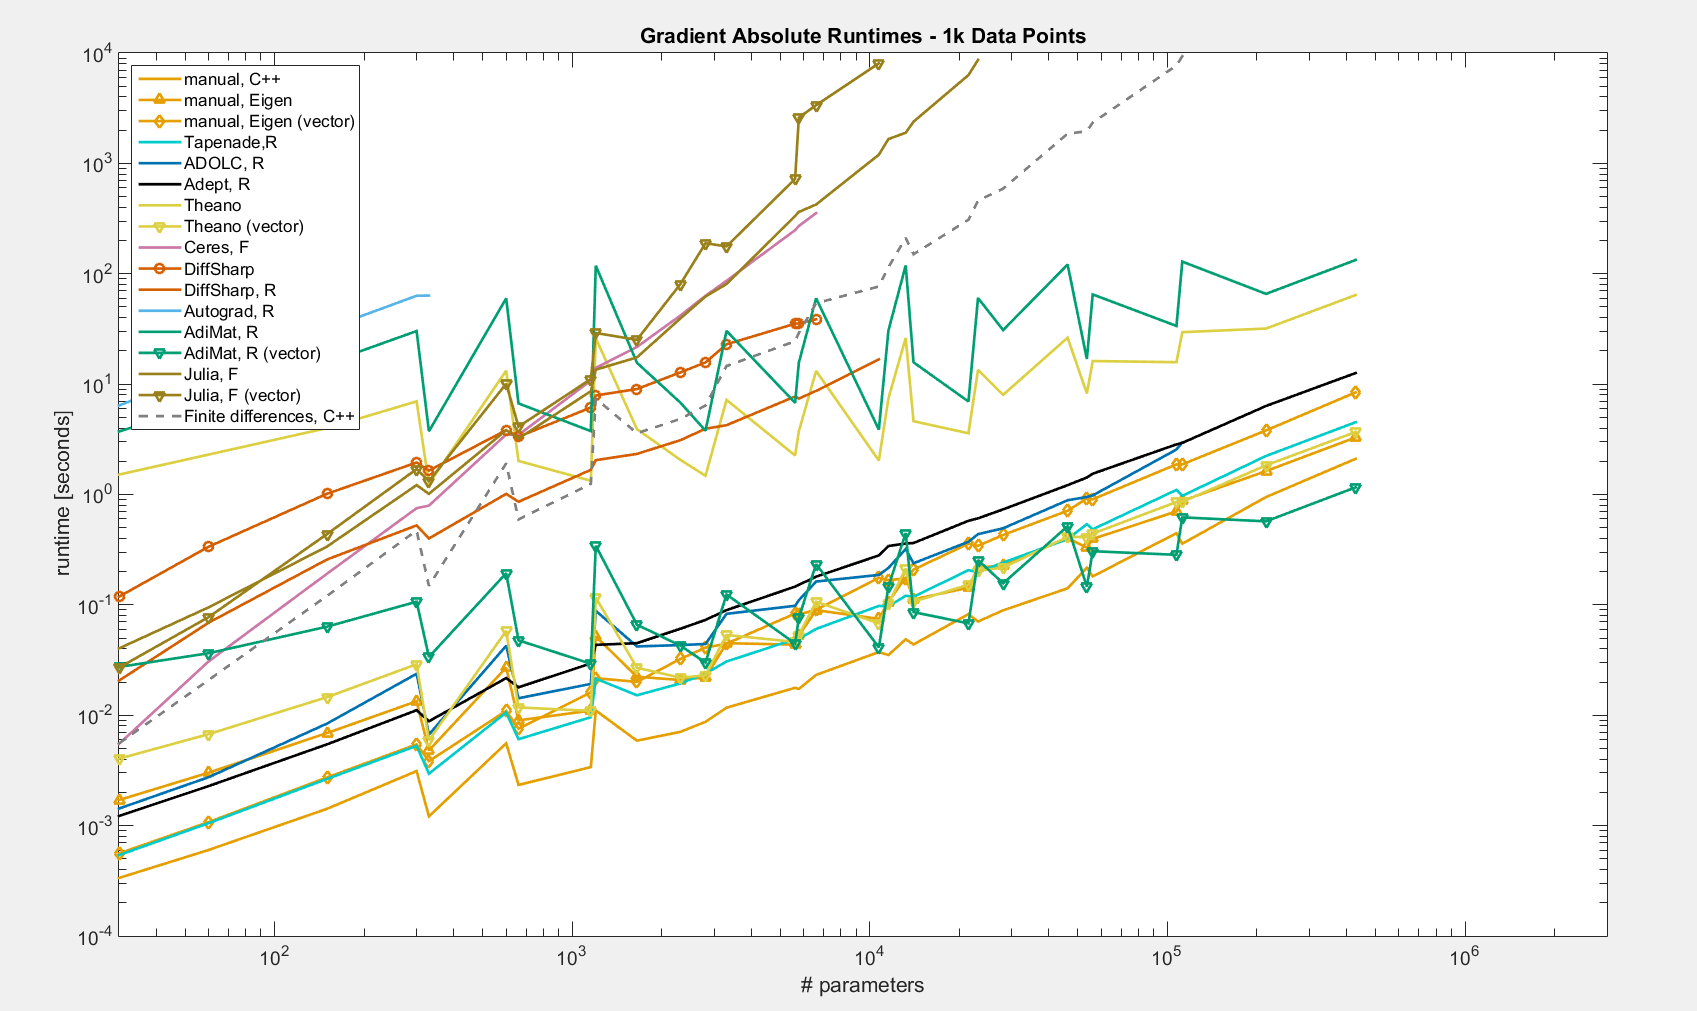 Gradient Absolute Runtimes - 1k Data Points
10^4
10^3
10^2
10^1
10^0
10^-1
10^-2
10^-3
10^-4
runtime [seconds]
manual, C++
manual, Eigen
manual, Eigen (vector)
Tapenade,R
ADOLC, R
Adept, R
Theano
Theano (vector)
Ceres, F
DiffSharp
DiffSharp, R
Autograd, R
AdiMat, R
AdiMat, R (vector)
Julia, F
Julia, F (vector)
Finite differences, C++
10^2
10^3
10^4
10^5
10^6
# parameters